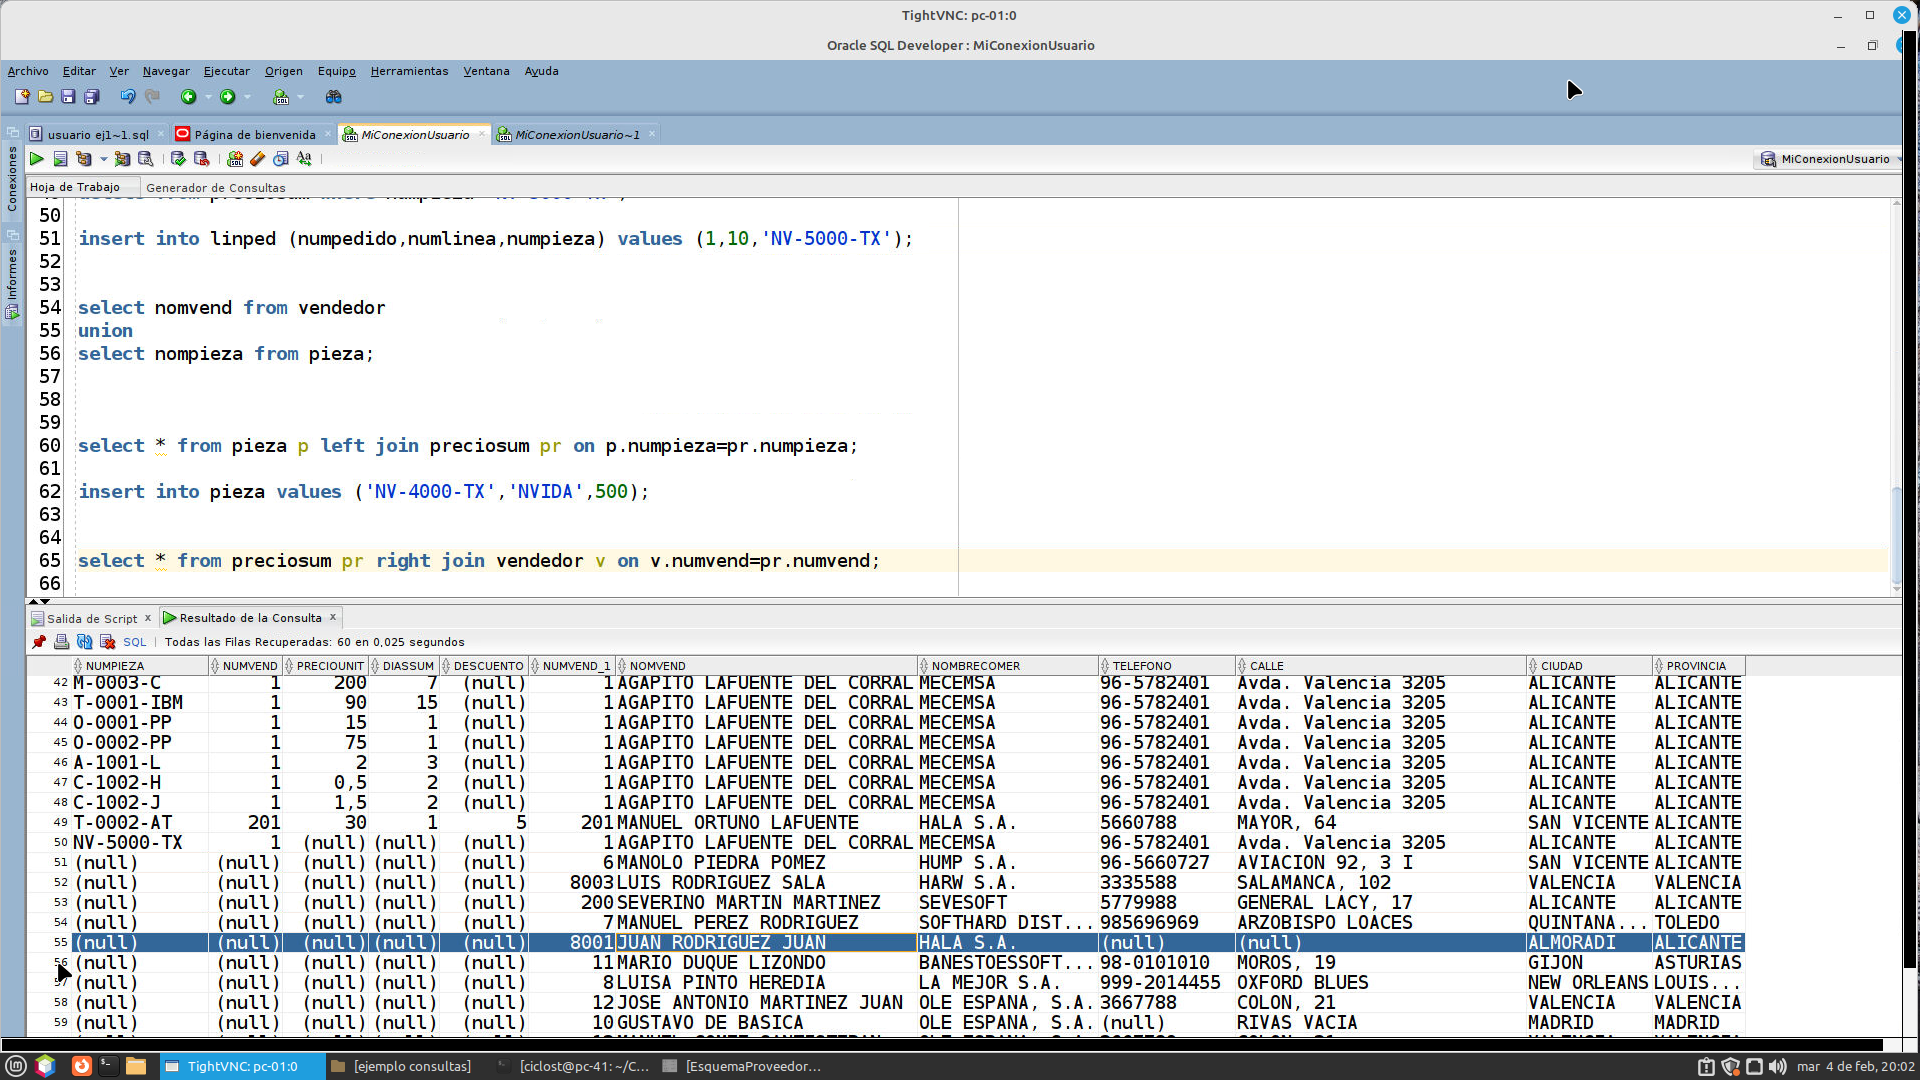 TightVNC: pc-01:0
Oracle SQL Developer : MiConexionUsuario
Archivo Editar Ver Navegar Ejecutar Origen Equipo Herramientas Ventana Ayuda
usuario ej1~1.sql Página de bienvenida MiConexionUsuario MiConexionUsuario~1
MiConexionUsuario
Conexiones
Informes
Hoja de Trabajo Generador de Consultas
50
51 insert into linped (numpedido,numlinea,numpieza) values (1,10,'NV-5000-TX');
52
53
54 select nomvend from vendedor
55 union
56 select nompieza from pieza;
57
58
59
60 select * from pieza p left join preciosum pr on p.numpieza=pr.numpieza;
61
62 insert into pieza values ('NV-4000-TX','NVIDA',500);
63
64
65 select * from preciosum pr right join vendedor v on v.numvend=pr.numvend;
66
Salida de Script x Resultado de la Consulta x
SQL | Todas las Filas Recuperadas: 60 en 0,025 segundos
NUMPIEZA NUMVEND PRECIOUNIT DIASSUM DESCUENTO NUMVEND_1 NOMVEND NOMBRECOMER TELEFONO CALLE CIUDAD PROVINCIA
42 M-0003-C 1 200 7 (null) 1 AGAPITO LAFUENTE DEL CORRAL MECEMSA 96-5782401 Avda. Valencia 3205 ALICANTE ALICANTE
43 T-0001-IBM 1 90 15 (null) 1 AGAPITO LAFUENTE DEL CORRAL MECEMSA 96-5782401 Avda. Valencia 3205 ALICANTE ALICANTE
44 O-0001-PP 1 15 1 (null) 1 AGAPITO LAFUENTE DEL CORRAL MECEMSA 96-5782401 Avda. Valencia 3205 ALICANTE ALICANTE
45 O-0002-PP 1 75 1 (null) 1 AGAPITO LAFUENTE DEL CORRAL MECEMSA 96-5782401 Avda. Valencia 3205 ALICANTE ALICANTE
46 A-1001-L 1 2 3 (null) 1 AGAPITO LAFUENTE DEL CORRAL MECEMSA 96-5782401 Avda. Valencia 3205 ALICANTE ALICANTE
47 C-1002-H 1 0,5 2 (null) 1 AGAPITO LAFUENTE DEL CORRAL MECEMSA 96-5782401 Avda. Valencia 3205 ALICANTE ALICANTE
48 C-1002-J 1 1,5 2 (null) 1 AGAPITO LAFUENTE DEL CORRAL MECEMSA 96-5782401 Avda. Valencia 3205 ALICANTE ALICANTE
49 T-0002-AT 201 30 1 5 201 MANUEL ORTUNO LAFUENTE HALA S.A. 5660788 MAYOR, 64 SAN VICENTE ALICANTE
50 NV-5000-TX 1 (null) (null) (null) 1 AGAPITO LAFUENTE DEL CORRAL MECEMSA 96-5782401 Avda. Valencia 3205 ALICANTE ALICANTE
51 (null) (null) (null) (null) (null) 6 MANOLO PIEDRA POMEZ HUMP S.A. 96-5660727 AVIACION 92, 3 I SAN VICENTE ALICANTE
52 (null) (null) (null) (null) (null) 8003 LUIS RODRIGUEZ SALA HARW S.A. 3335588 SALAMANCA, 102 VALENCIA VALENCIA
53 (null) (null) (null) (null) (null) 200 SEVERINO MARTIN MARTINEZ SEVESOFT 5779988 GENERAL LACY, 17 ALICANTE ALICANTE
54 (null) (null) (null) (null) (null) 7 MANUEL PEREZ RODRIGUEZ SOFTHARD DIST... 985696969 ARZOBISPO LOACES QUINTANA... TOLEDO
55 (null) (null) (null) (null) (null) 8001 JUAN RODRIGUEZ JUAN HALA S.A. (null) (null) ALMORADI ALICANTE
56 (null) (null) (null) (null) (null) 11 MARIO DUQUE LIZONDO BANESTOESSOFT... 98-0101010 MOROS, 19 GIJON ASTURIAS
57 (null) (null) (null) (null) (null) 8 LUISA PINTO HEREDIA LA MEJOR S.A. 999-2014455 OXFORD BLUES NEW ORLEANS LOUIS...
58 (null) (null) (null) (null) (null) 12 JOSE ANTONIO MARTINEZ JUAN OLE ESPANA, S.A. 3667788 COLON, 21 VALENCIA VALENCIA
59 (null) (null) (null) (null) (null) 10 GUSTAVO DE BASICA OLE ESPANA, S.A. (null) RIVAS VACIA MADRID MADRID
TightVNC: pc-01:0 [ejemplo consultas] [ciclost@pc-41: ~/C... [EsquemaProveedor... mar 4 de feb, 20:02